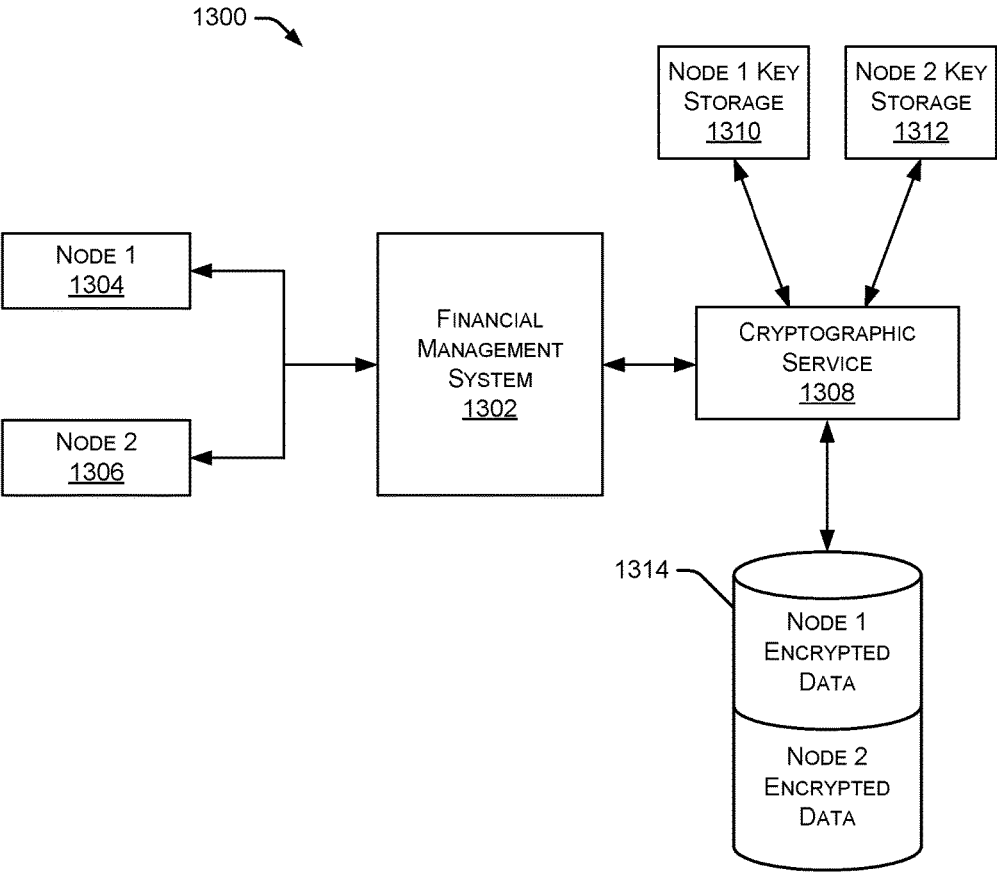 1300
NODE 1 KEY
STORAGE
1310
NODE 2 KEY
STORAGE
1312
NODE 1
1304
NODE 2
1306
FINANCIAL
MANAGEMENT
SYSTEM
1302
CRYPTOGRAPHIC
SERVICE
1308
1314
NODE 1
ENCRYPTED
DATA
NODE 2
ENCRYPTED
DATA